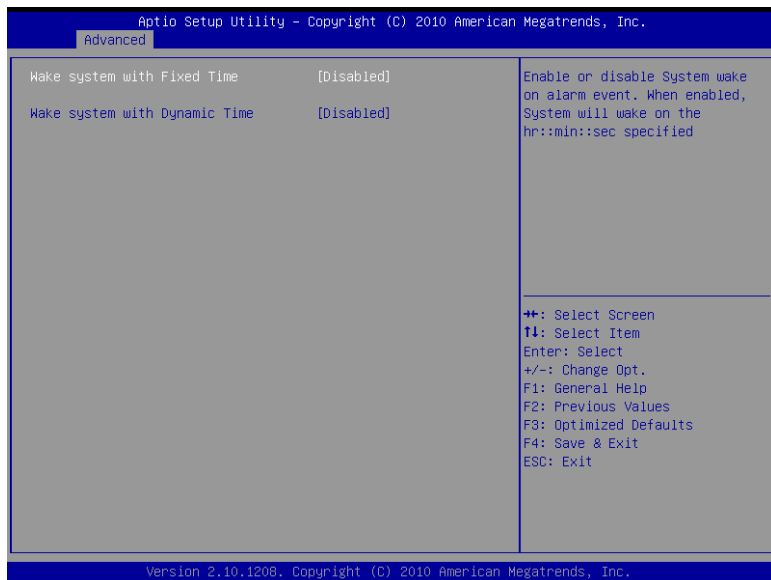 Aptio Setup Utility – Copyright (C) 2010 American Megatrends, Inc.
Advanced
Wake system with Fixed Time [Disabled]
Wake system with Dynamic Time [Disabled]
Enable or disable System wake
on alarm event. When enabled,
System will wake on the
hr::min::sec specified
→←: Select Screen
↑↓: Select Item
Enter: Select
+/-: Change Opt.
F1: General Help
F2: Previous Values
F3: Optimized Defaults
F4: Save & Exit
ESC: Exit
Version 2.10.1208. Copyright (C) 2010 American Megatrends, Inc.